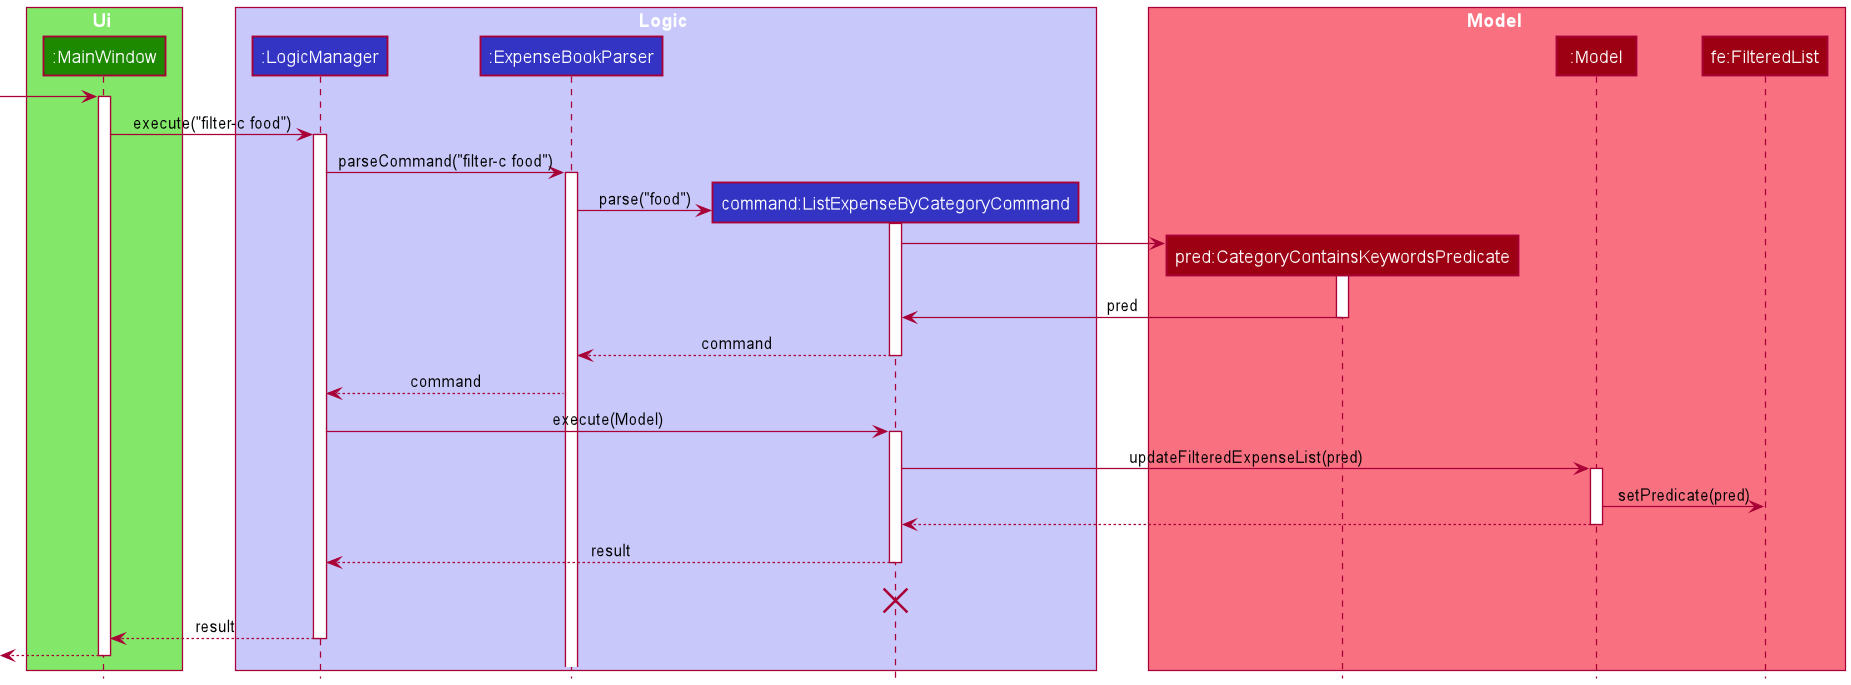 Ui
Logic
Model
:MainWindow
:LogicManager
:ExpenseBookParser
:Model
fe:FilteredList
execute("filter-c food")
parseCommand("filter-c food")
parse("food")
command:ListExpenseByCategoryCommand
pred:CategoryContainsKeywordsPredicate
pred
command
command
execute(Model)
updateFilteredExpenseList(pred)
setPredicate(pred)
result
result